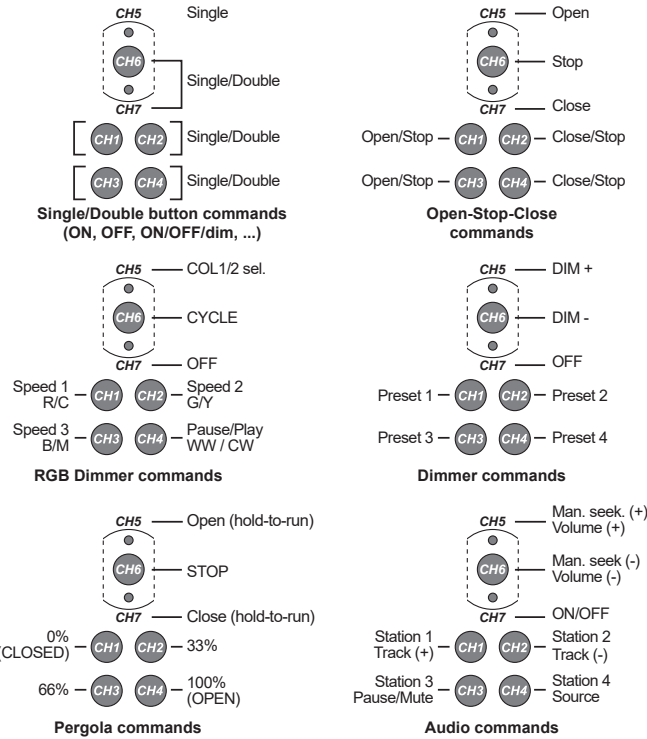 CH5 Single
CH6
Single/Double
CH7
CH1 CH2 Single/Double
CH3 CH4 Single/Double
Single/Double button commands
(ON, OFF, ON/OFF/dim, ...)
CH5 Open
CH6 Stop
CH7 Close
Open/Stop CH1 CH2 Close/Stop
Open/Stop CH3 CH4 Close/Stop
Open-Stop-Close
commands
CH5 COL1/2 sel.
CH6 CYCLE
CH7 OFF
Speed 1
R/C
CH1 CH2
Speed 2
G/Y
Speed 3
B/M
CH3 CH4
Pause/Play
WW / CW
RGB Dimmer commands
CH5 DIM +
CH6 DIM -
CH7 OFF
Preset 1 CH1 CH2 Preset 2
Preset 3 CH3 CH4 Preset 4
Dimmer commands
CH5 Open (hold-to-run)
CH6 STOP
CH7 Close (hold-to-run)
0%
(CLOSED)
CH1 CH2 33%
66% CH3 CH4
100%
(OPEN)
Pergola commands
CH5
Man. seek. (+)
Volume (+)
CH6
Man. seek (-)
Volume (-)
CH7 ON/OFF
Station 1
Track (+)
CH1 CH2
Station 2
Track (-)
Station 3
Pause/Mute
CH3 CH4
Station 4
Source
Audio commands